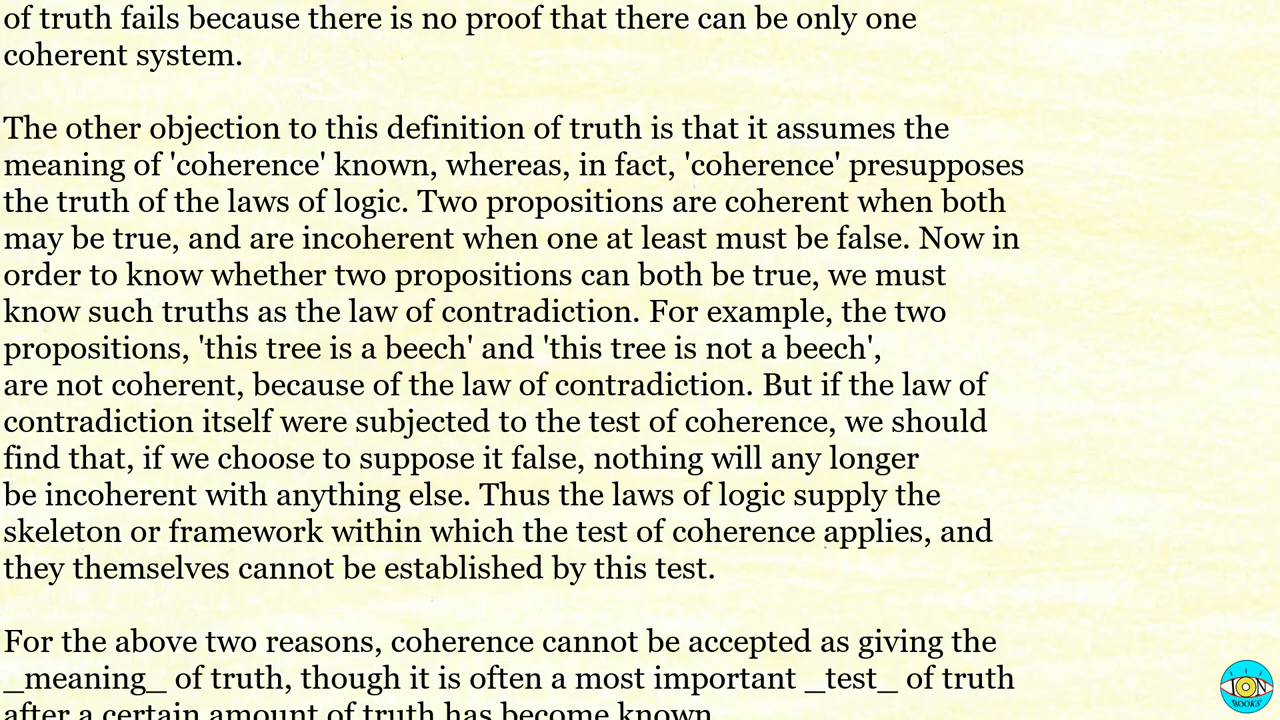 of truth fails because there is no proof that there can be only one
coherent system.
The other objection to this definition of truth is that it assumes the
meaning of 'coherence' known, whereas, in fact, 'coherence' presupposes
the truth of the laws of logic. Two propositions are coherent when both
may be true, and are incoherent when one at least must be false. Now in
order to know whether two propositions can both be true, we must
know such truths as the law of contradiction. For example, the two
propositions, 'this tree is a beech' and 'this tree is not a beech',
are not coherent, because of the law of contradiction. But if the law of
contradiction itself were subjected to the test of coherence, we should
find that, if we choose to suppose it false, nothing will any longer
be incoherent with anything else. Thus the laws of logic supply the
skeleton or framework within which the test of coherence applies, and
they themselves cannot be established by this test.
For the above two reasons, coherence cannot be accepted as giving the
_meaning_ of truth, though it is often a most important _test_ of truth
after a certain amount of truth has become known.
ION
BOOKS